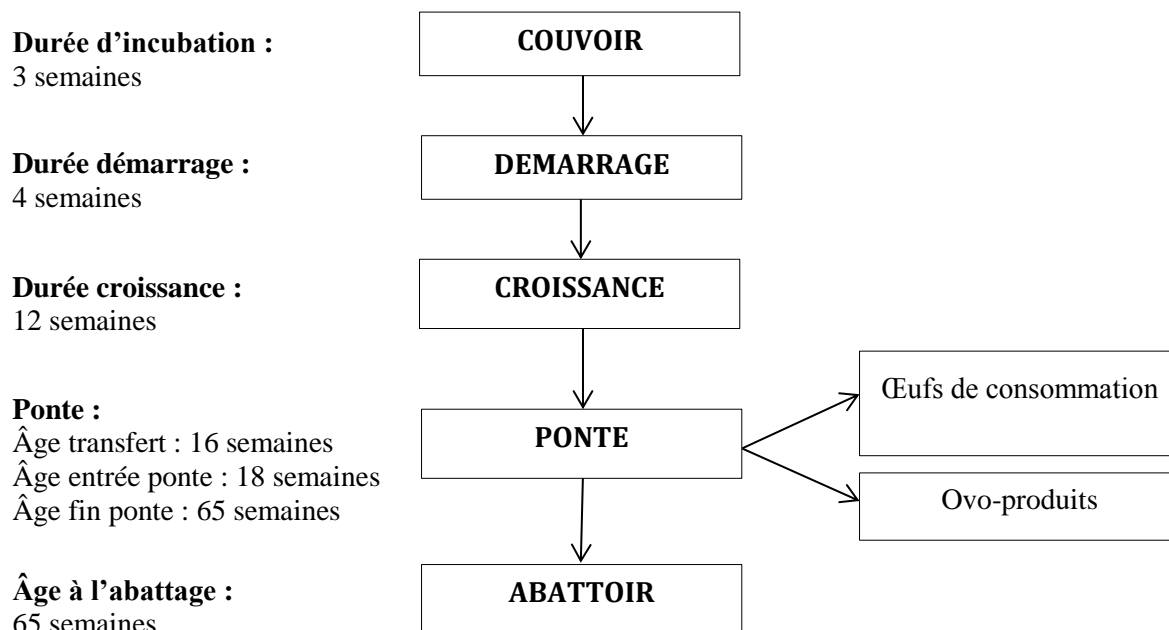 Durée d’incubation :
3 semaines
COUVOIR
Durée démarrage :
4 semaines
DEMARRAGE
Durée croissance :
12 semaines
CROISSANCE
Ponte :
Âge transfert : 16 semaines
Âge entrée ponte : 18 semaines
Âge fin ponte : 65 semaines
PONTE
Œufs de consommation
Ovo-produits
Âge à l’abattage :
65 semaines
ABATTOIR